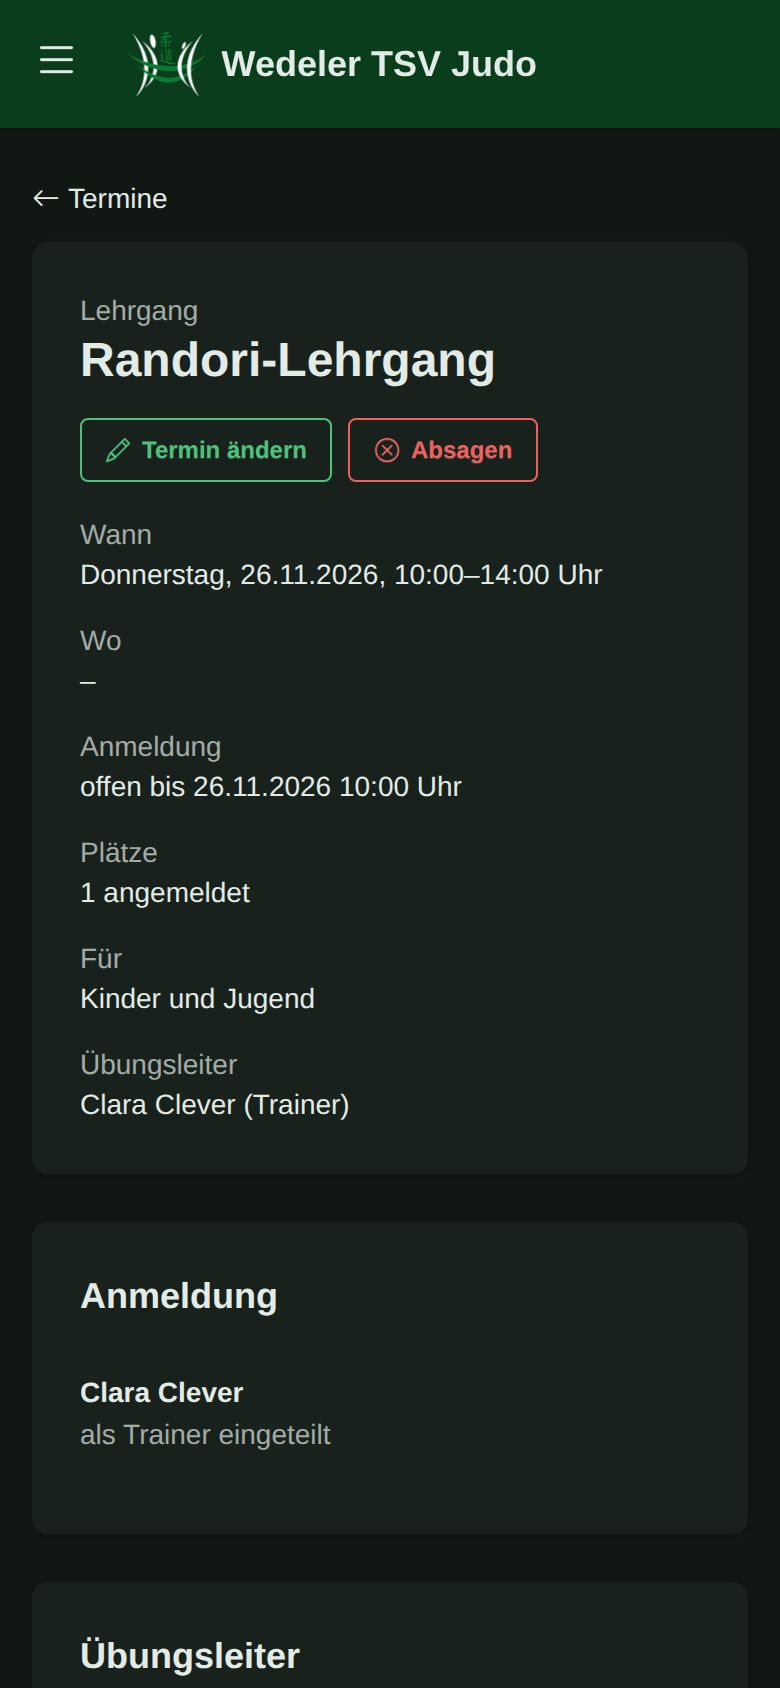 柔道
Wedeler TSV Judo
← Termine
Lehrgang
Randori-Lehrgang
Termin ändern
Absagen
Wann
Donnerstag, 26.11.2026, 10:00–14:00 Uhr
Wo
–
Anmeldung
offen bis 26.11.2026 10:00 Uhr
Plätze
1 angemeldet
Für
Kinder und Jugend
Übungsleiter
Clara Clever (Trainer)
Anmeldung
Clara Clever
als Trainer eingeteilt
Übungsleiter